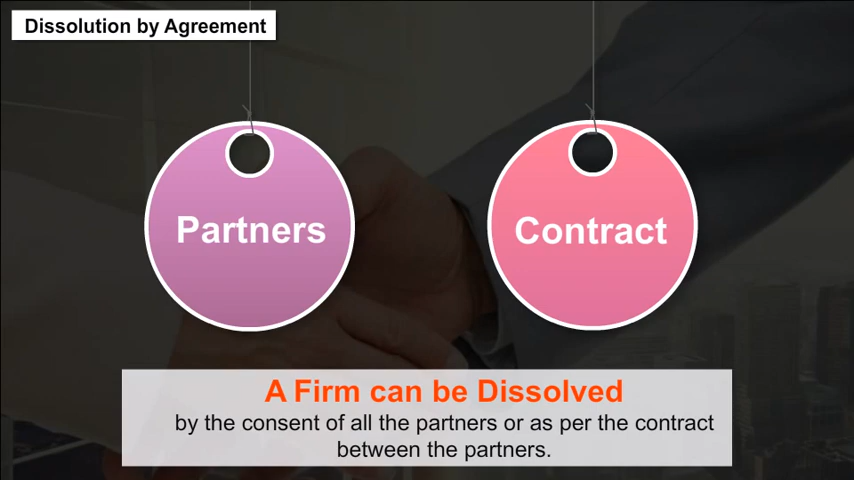 Dissolution by Agreement
Partners
Contract
A Firm can be Dissolved
by the consent of all the partners or as per the contract
between the partners.